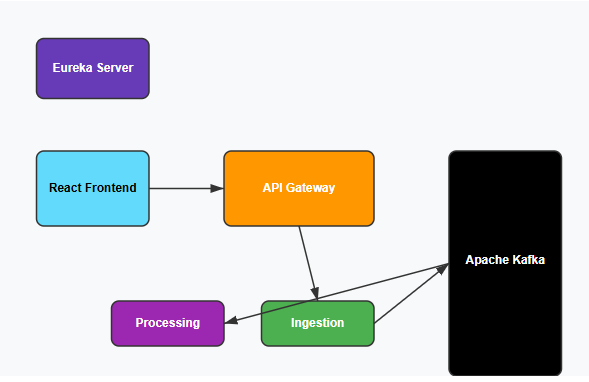 Eureka Server
React Frontend
API Gateway
Apache Kafka
Processing
Ingestion